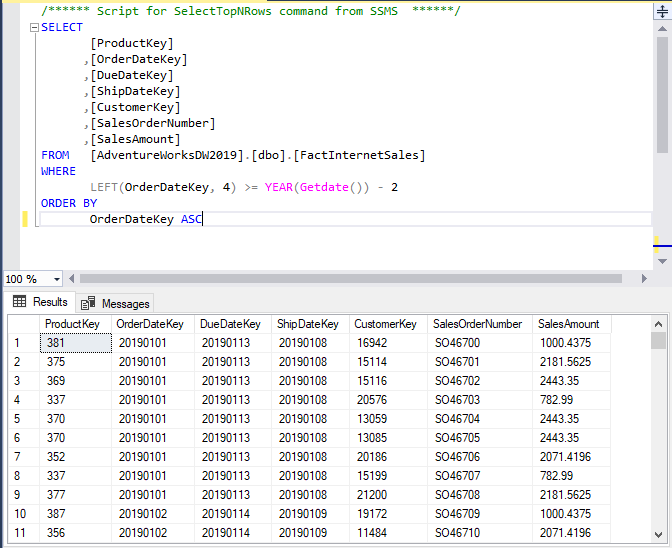 /****** Script for SelectTopNRows command from SSMS ******/
SELECT
[ProductKey]
,[OrderDateKey]
,[DueDateKey]
,[ShipDateKey]
,[CustomerKey]
,[SalesOrderNumber]
,[SalesAmount]
FROM [AdventureWorksDW2019].[dbo].[FactInternetSales]
WHERE
LEFT(OrderDateKey, 4) >= YEAR(Getdate()) - 2
ORDER BY
OrderDateKey ASC
100 %
Results Messages
ProductKey OrderDateKey DueDateKey ShipDateKey CustomerKey SalesOrderNumber SalesAmount
1 381 20190101 20190113 20190108 16942 SO46700 1000.4375
2 375 20190101 20190113 20190108 15114 SO46701 2181.5625
3 369 20190101 20190113 20190108 15116 SO46702 2443.35
4 337 20190101 20190113 20190108 20576 SO46703 782.99
5 370 20190101 20190113 20190108 13059 SO46704 2443.35
6 370 20190101 20190113 20190108 13085 SO46705 2443.35
7 352 20190101 20190113 20190108 20186 SO46706 2071.4196
8 337 20190101 20190113 20190108 15199 SO46707 782.99
9 377 20190101 20190113 20190108 21200 SO46708 2181.5625
10 387 20190102 20190114 20190109 19172 SO46709 1000.4375
11 356 20190102 20190114 20190109 11484 SO46710 2071.4196